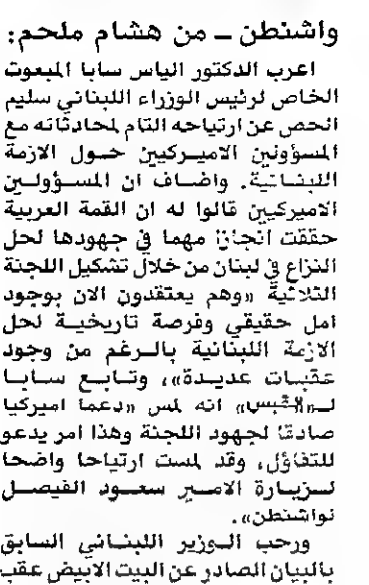 واشنطن ــ من هشام ملحم:
اعرب الدكتور الياس سابا المبعوث
الخاص لرئيس الوزراء اللبناني سليم
الحص عن ارتياحه التام لمحادثاته مع
المسؤولين الاميركيين حول الازمة
اللبنانية. واضاف ان المسؤولين
الاميركيين قالوا له ان القمة العربية
حققت انجازا مهما في جهودها لحل
النزاع في لبنان من خلال تشكيل اللجنة
الثلاثية «وهم يعتقدون الان بوجود
امل حقيقي وفرصة تاريخية لحل
الازمة اللبنانية بالرغم من وجود
عقبات عديدة»، وتابع سابا
لـ«القبس» انه لمس «دعما اميركيا
صادقا لجهود اللجنة وهذا امر يدعو
للتفاؤل، وقد لمست ارتياحا واضحا
لزيارة الامير سعود الفيصل
لواشنطن».
ورحب الوزير اللبناني السابق
بالبيان الصادر عن البيت الابيض عقب